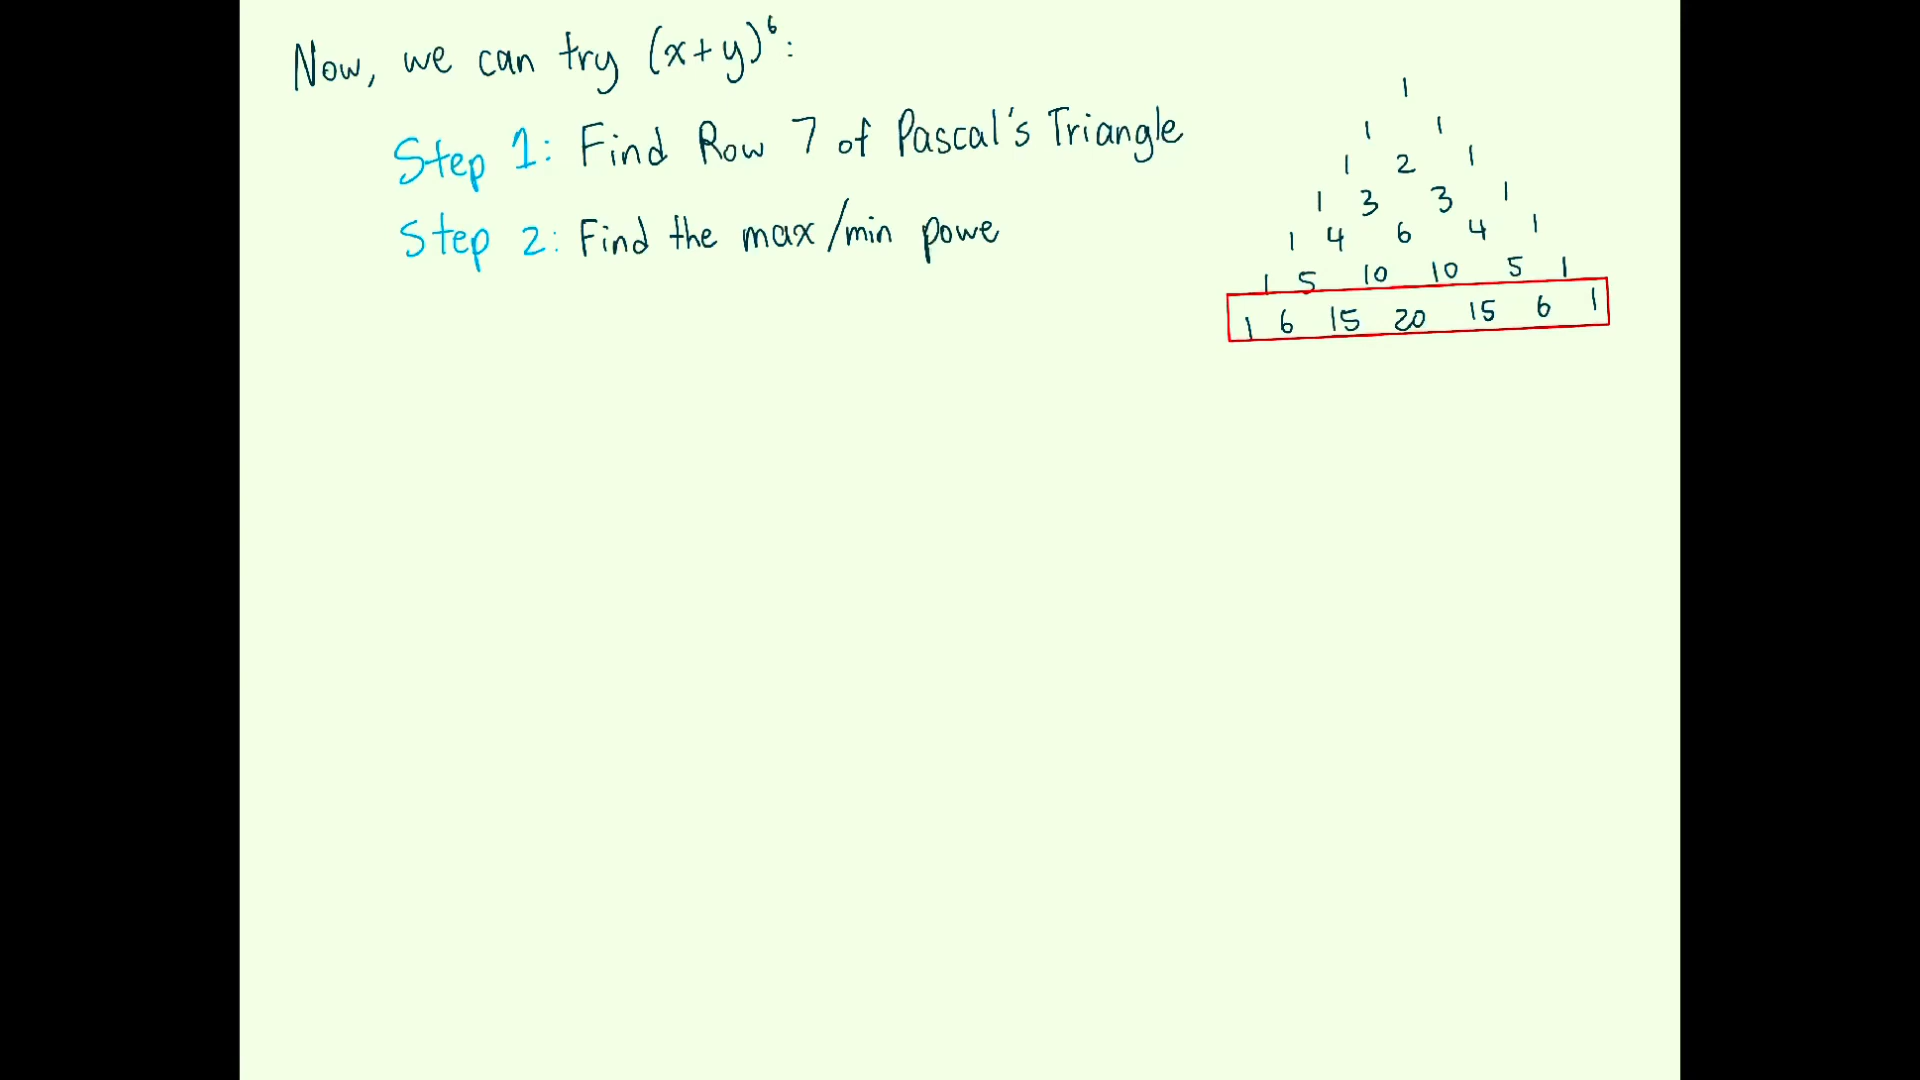 Now, we can try (x+y)⁶:
Step 1: Find Row 7 of Pascal's Triangle
Step 2: Find the max/min powe
1
1 1
1 2 1
1 3 3 1
1 4 6 4 1
1 5 10 10 5 1
1 6 15 20 15 6 1